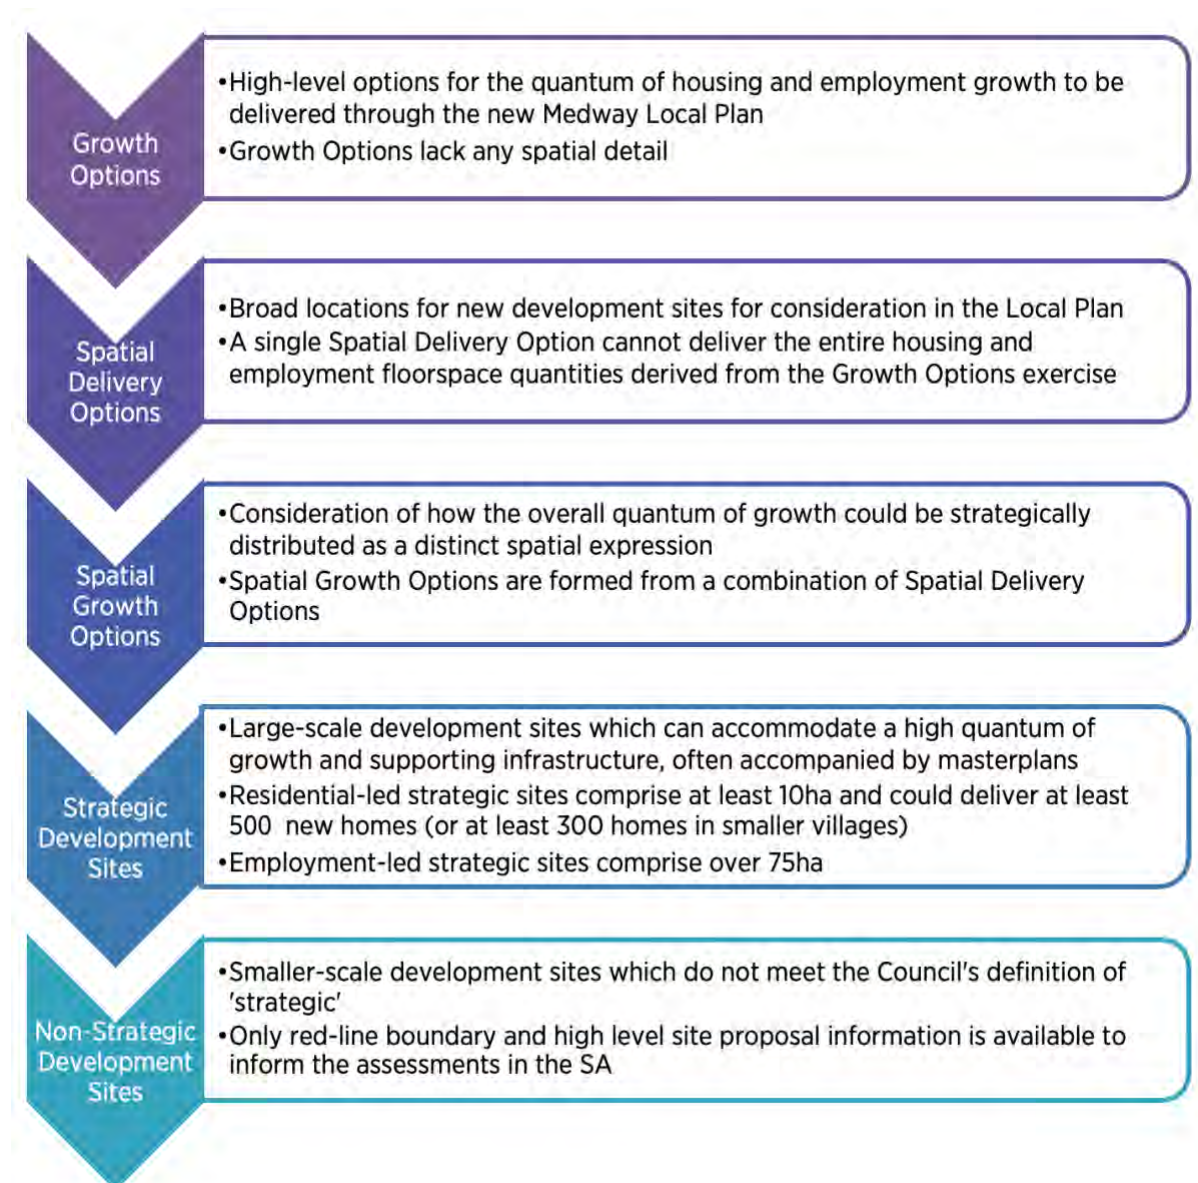 Growth
Options
•High-level options for the quantum of housing and employment growth to be
delivered through the new Medway Local Plan
•Growth Options lack any spatial detail
Spatial
Delivery
Options
•Broad locations for new development sites for consideration in the Local Plan
•A single Spatial Delivery Option cannot deliver the entire housing and
employment floorspace quantities derived from the Growth Options exercise
Spatial
Growth
Options
•Consideration of how the overall quantum of growth could be strategically
distributed as a distinct spatial expression
•Spatial Growth Options are formed from a combination of Spatial Delivery
Options
Strategic
Development
Sites
•Large-scale development sites which can accommodate a high quantum of
growth and supporting infrastructure, often accompanied by masterplans
•Residential-led strategic sites comprise at least 10ha and could deliver at least
500 new homes (or at least 300 homes in smaller villages)
•Employment-led strategic sites comprise over 75ha
Non-Strategic
Development
Sites
•Smaller-scale development sites which do not meet the Council's definition of
'strategic'
•Only red-line boundary and high level site proposal information is available to
inform the assessments in the SA